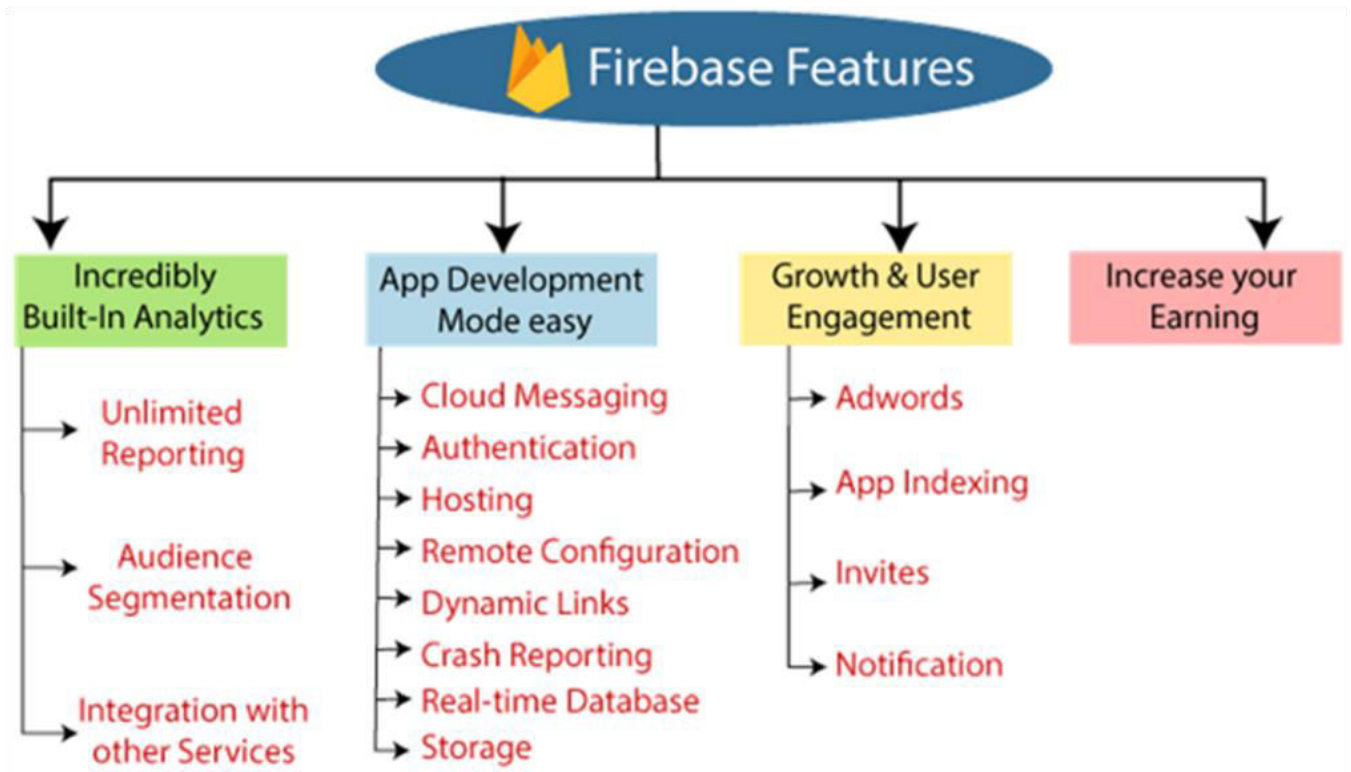 Firebase Features
Incredibly
Built-In Analytics
Unlimited
Reporting
Audience
Segmentation
Integration with
other Services
App Development
Mode easy
Cloud Messaging
Authentication
Hosting
Remote Configuration
Dynamic Links
Crash Reporting
Real-time Database
Storage
Growth & User
Engagement
Adwords
App Indexing
Invites
Notification
Increase your
Earning